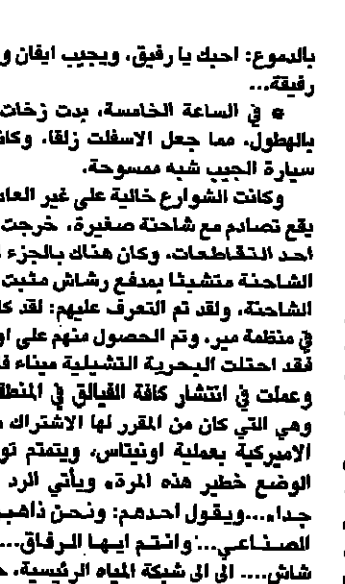 بالدموع: احبك يا رفيق، ويجيب ايفان و
رفيقة...
• في الساعة الخامسة، بدت زخات
بالهطول، مما جعل الاسفلت زلقا، وكان
سيارة الجيب شبه ممسوحة.
وكانت الشوارع خالية على غير العاد
يقع تصادم مع شاحنة صغيرة، خرجت
احد التقاطعات، وكان هناك بالجزء
الشاحنة متشبثا بمدفع رشاش مثبت
الشاحنة، ولقد تم التعرف عليهم: لقد كا
في منظمة مير، وتم الحصول منهم على او
فقد احتلت البحرية التشيلية ميناء ف
وعملت في انتشار كافة الفيالق في المنطق
وهي التي كان من المقرر لها الاشتراك
الاميركية بعملية اونيتاس، ويتمتم تو
الوضع خطير هذه المرة، ويأتي الرد
جدا....ويقول احدهم: ونحن ذاهب
الصناعي...وانتم ايها الرفاق...
شاش.... الى الى شبكة المياه الرئيسية، ح